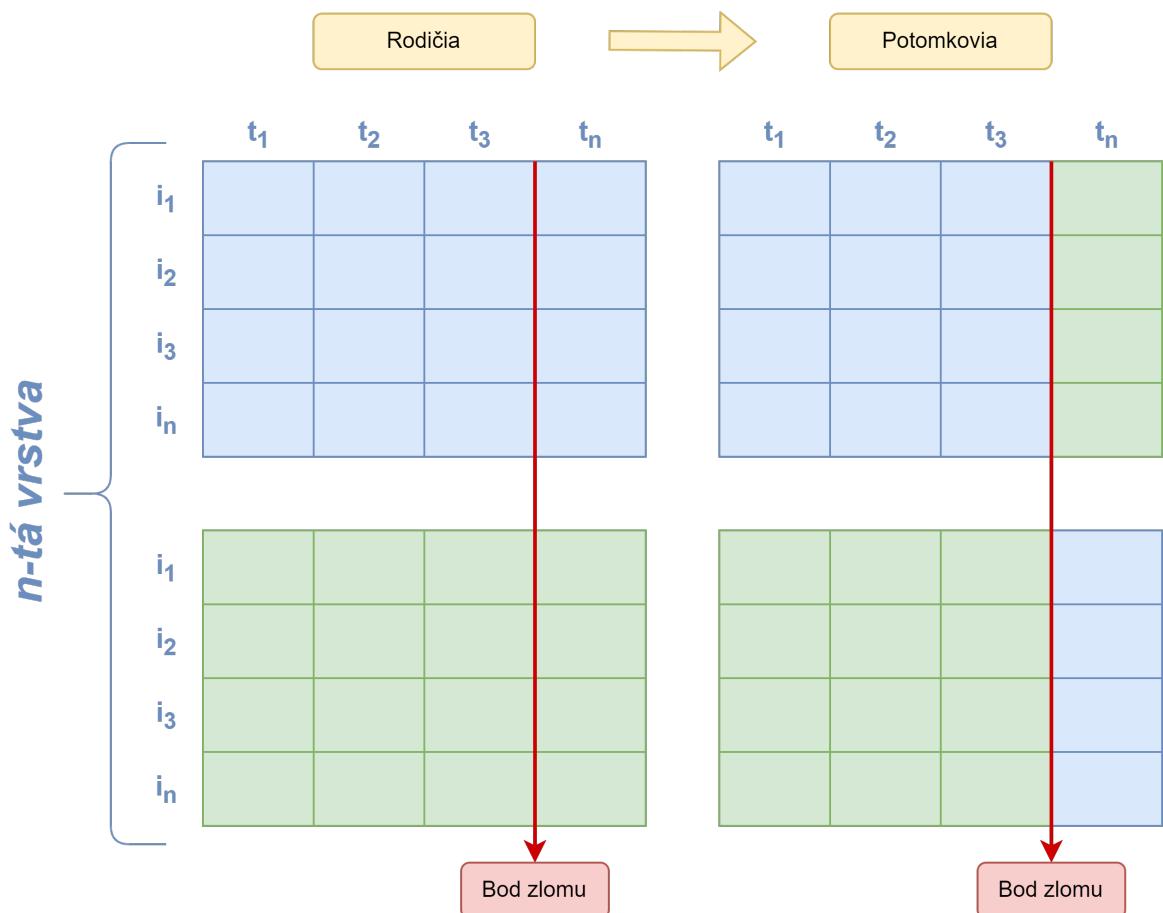 Rodičia
Potomkovia
t1 t2 t3 tn
t1 t2 t3 tn
i1
i2
i3
in
n-tá vrstva
i1
i2
i3
in
Bod zlomu
Bod zlomu